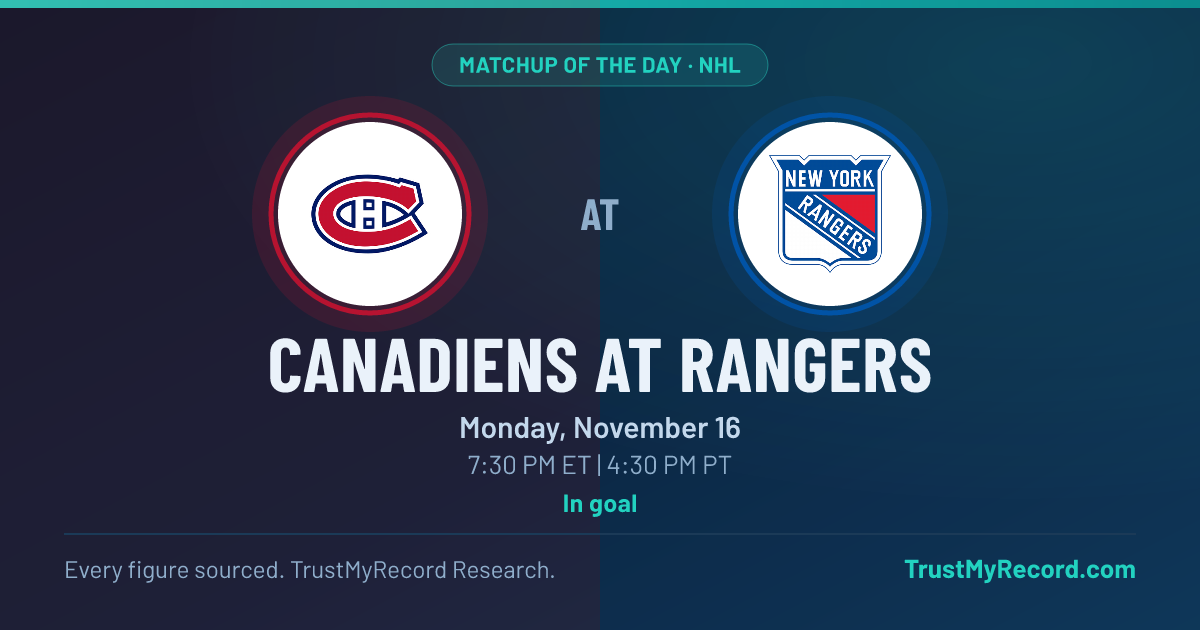 MATCHUP OF THE DAY · NHL
AT
NEW YORK
RANGERS
CANADIENS AT RANGERS
Monday, November 16
7:30 PM ET | 4:30 PM PT
In goal
Every figure sourced. TrustMyRecord Research.
TrustMyRecord.com